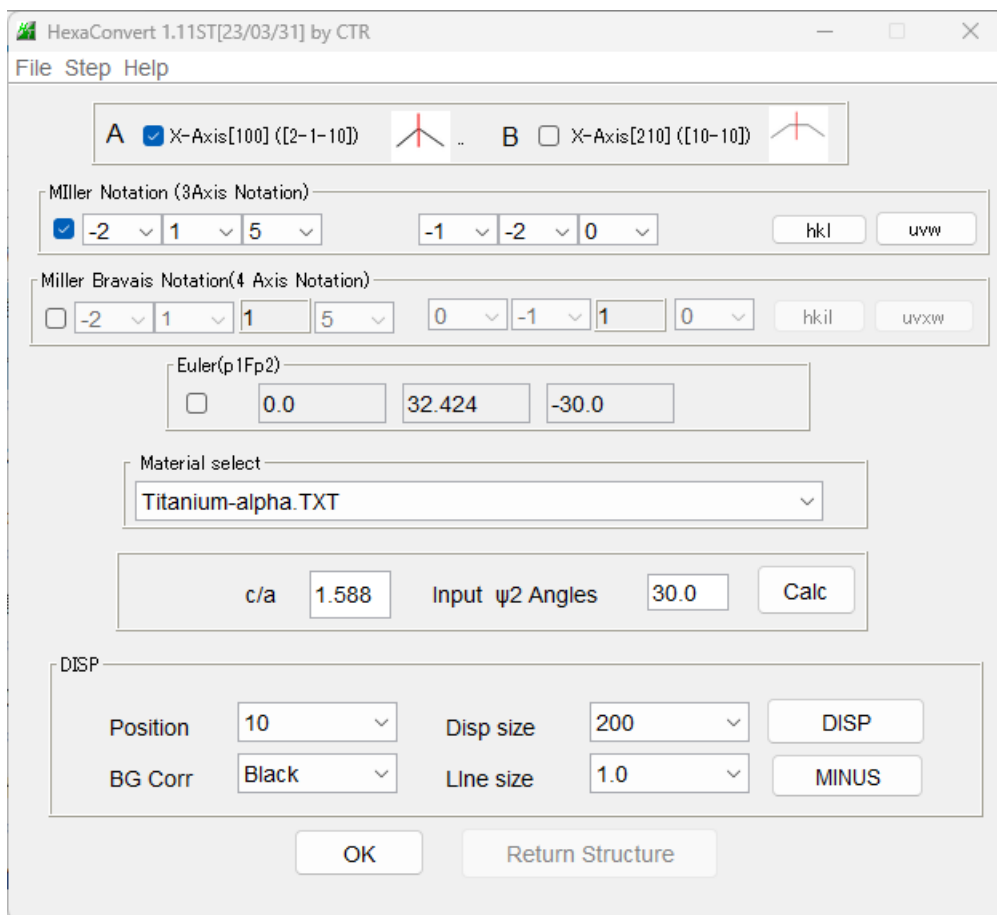 HexaConvert 1.11ST[23/03/31] by CTR
File Step Help
A X-Axis[100] ([2-1-10]) .. B X-Axis[210] ([10-10])
MIller Notation (3Axis Notation)
-2 1 5 -1 -2 0 hkl uvw
Miller Bravais Notation(4 Axis Notation)
-2 1 1 5 0 -1 1 0 hkil uvxw
Euler(p1Fp2)
0.0 32.424 -30.0
Material select
Titanium-alpha.TXT
c/a 1.588 Input ψ2 Angles 30.0 Calc
DISP
Position 10 Disp size 200 DISP
BG Corr Black LIne size 1.0 MINUS
OK Return Structure